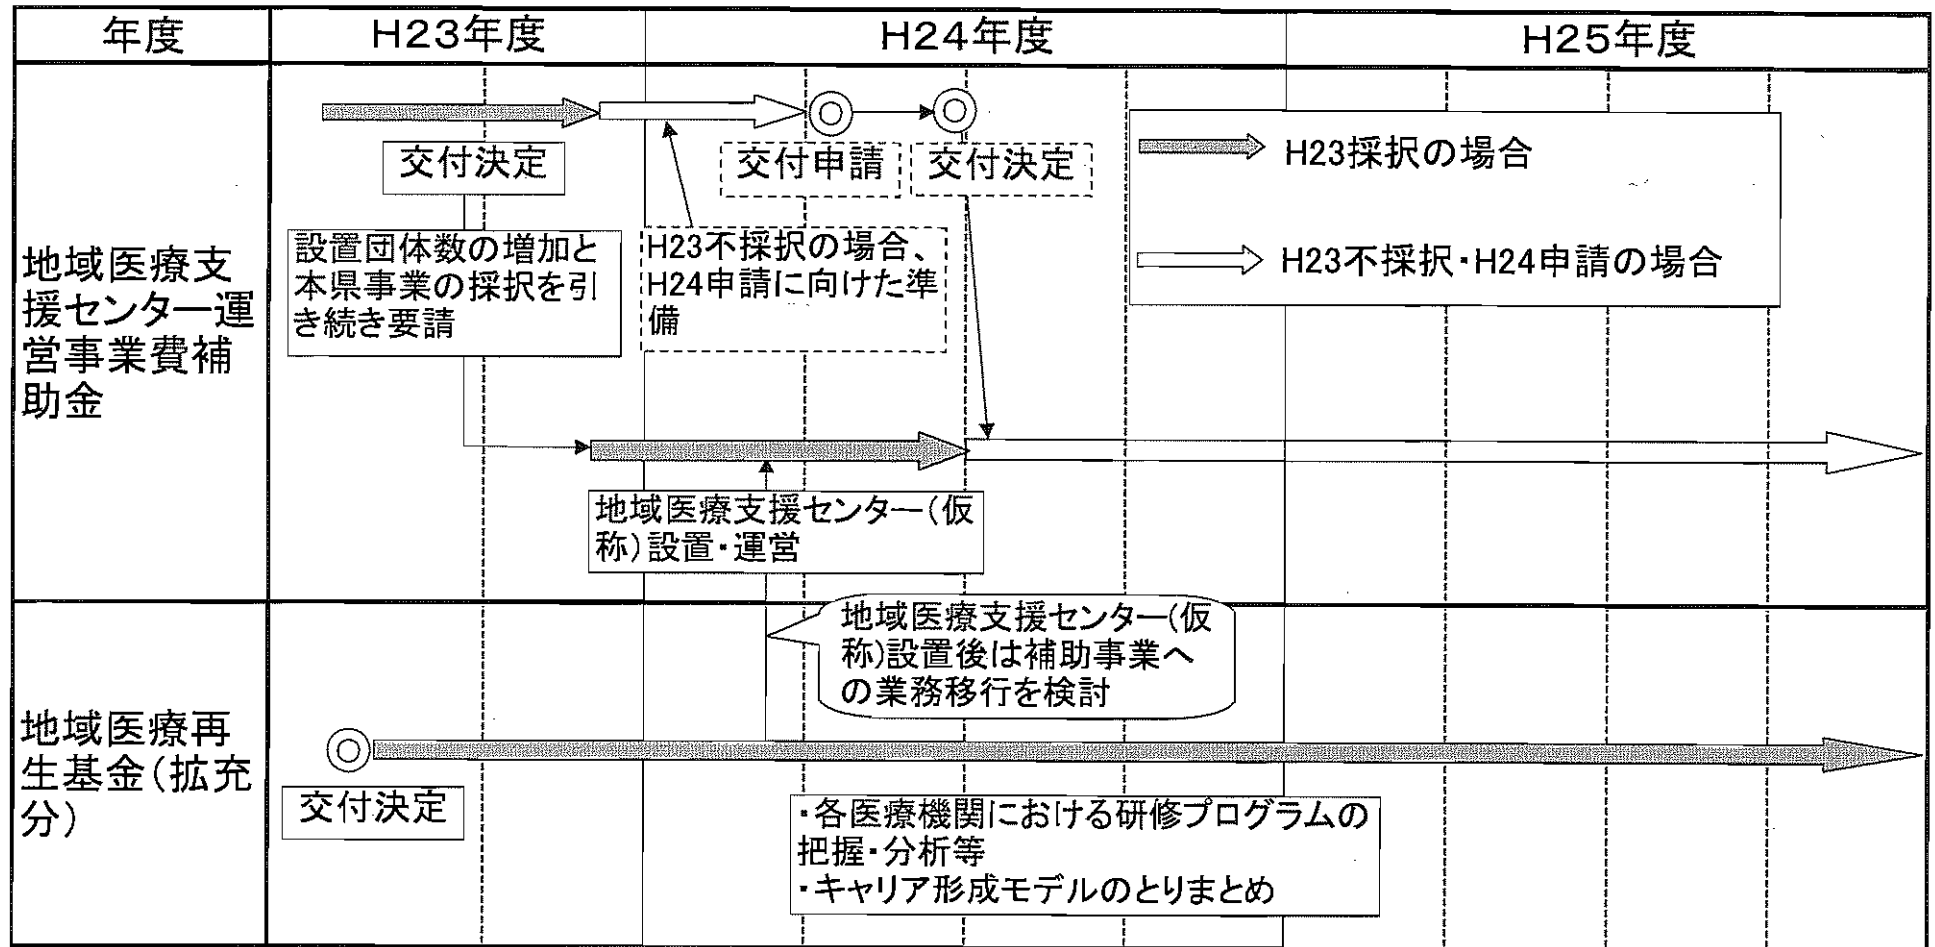 年度
H23年度
H24年度
H25年度
地域医療支
援センター運
営事業費補
助金
交付決定
設置団体数の増加と
本県事業の採択を引
き続き要請
H23不採択の場合、
H24申請に向けた準
備
交付申請
交付決定
H23採択の場合
H23不採択・H24申請の場合
地域医療支援センター(仮
称)設置・運営
地域医療支援センター(仮
称)設置後は補助事業へ
の業務移行を検討
地域医療再
生基金(拡充
分)
交付決定
・各医療機関における研修プログラムの
把握・分析等
・キャリア形成モデルのとりまとめ